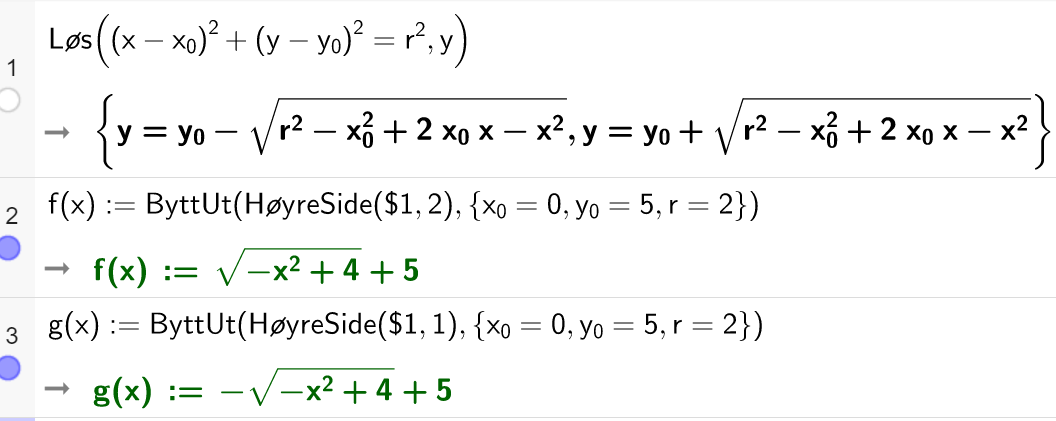 1
Løs((x − x₀)² + (y − y₀)² = r², y)
→ {y = y₀ − √(r² − x₀² + 2 x₀ x − x²), y = y₀ + √(r² − x₀² + 2 x₀ x − x²)}
2
f(x) := ByttUt(HøyreSide($1, 2), {x₀ = 0, y₀ = 5, r = 2})
→ f(x) := √(−x² + 4) + 5
3
g(x) := ByttUt(HøyreSide($1, 1), {x₀ = 0, y₀ = 5, r = 2})
→ g(x) := −√(−x² + 4) + 5